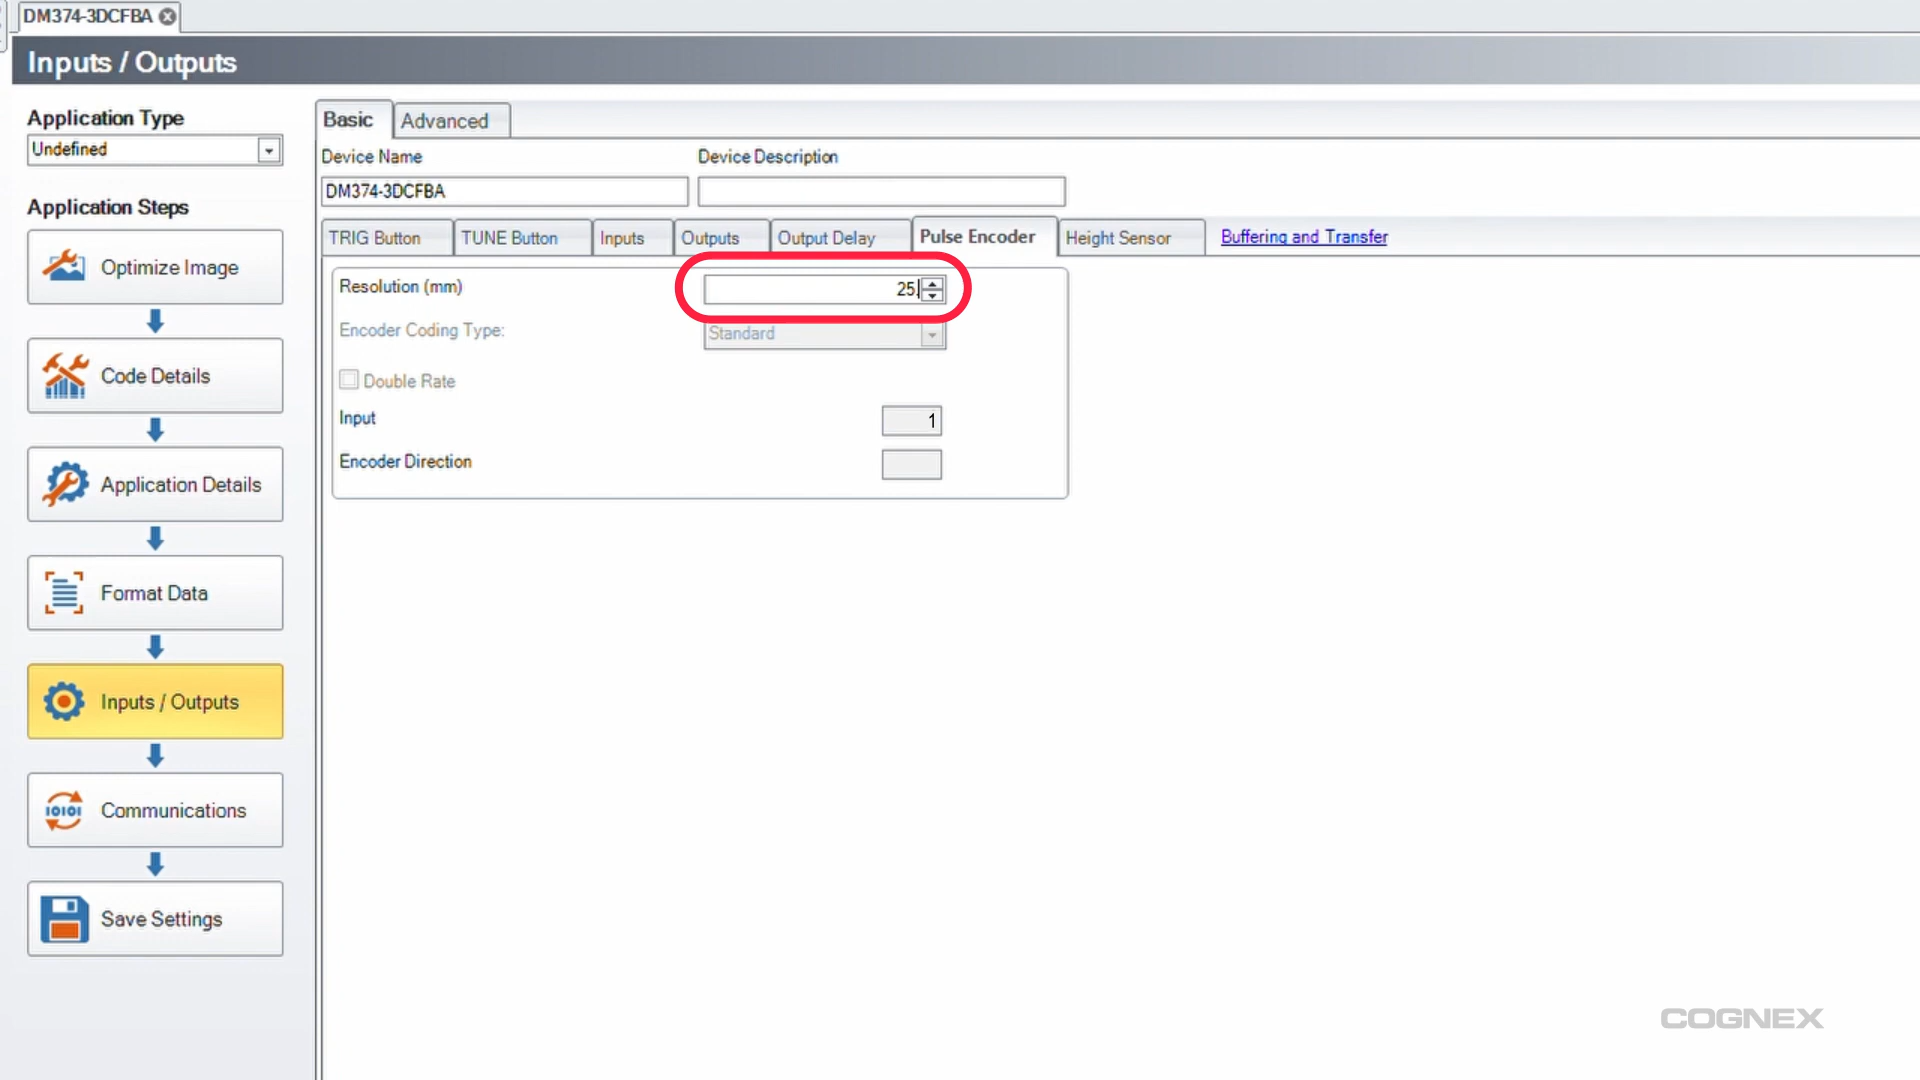 DM374-3DCFBA
Inputs / Outputs
Application Type
Undefined
Application Steps
Optimize Image
Code Details
Application Details
Format Data
Inputs / Outputs
Communications
Save Settings
Basic Advanced
Device Name Device Description
DM374-3DCFBA
TRIG Button TUNE Button Inputs Outputs Output Delay Pulse Encoder Height Sensor Buffering and Transfer
Resolution (mm) 25.
Encoder Coding Type: Standard
Double Rate
Input 1
Encoder Direction
10101
COGNEX